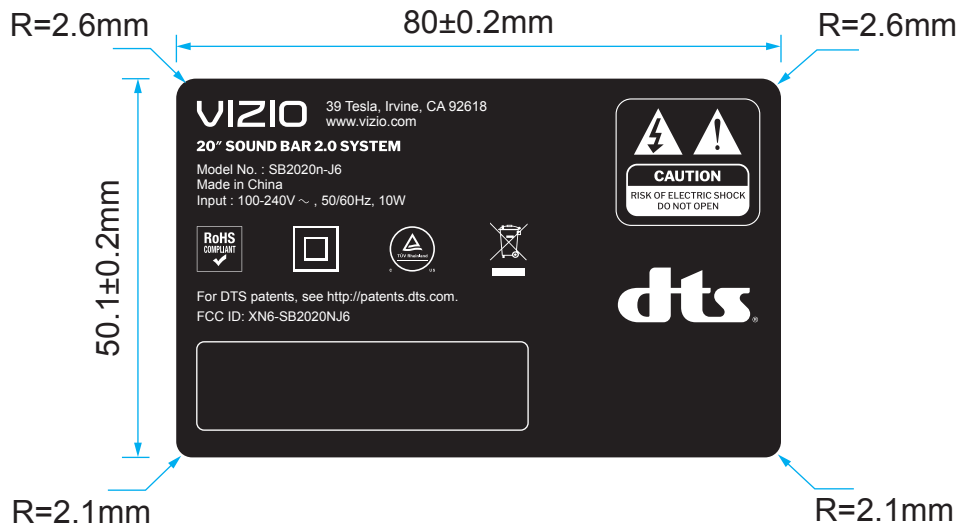 R=2.6mm
80±0.2mm
R=2.6mm
50.1±0.2mm
VIZIO
39 Tesla, Irvine, CA 92618
www.vizio.com
20″ SOUND BAR 2.0 SYSTEM
Model No. : SB2020n-J6
Made in China
Input : 100-240V ～ , 50/60Hz, 10W
CAUTION
RISK OF ELECTRIC SHOCK
DO NOT OPEN
RoHS
COMPLIANT
TÜV Rheinland
C US
dts®
For DTS patents, see http://patents.dts.com.
FCC ID: XN6-SB2020NJ6
R=2.1mm
R=2.1mm